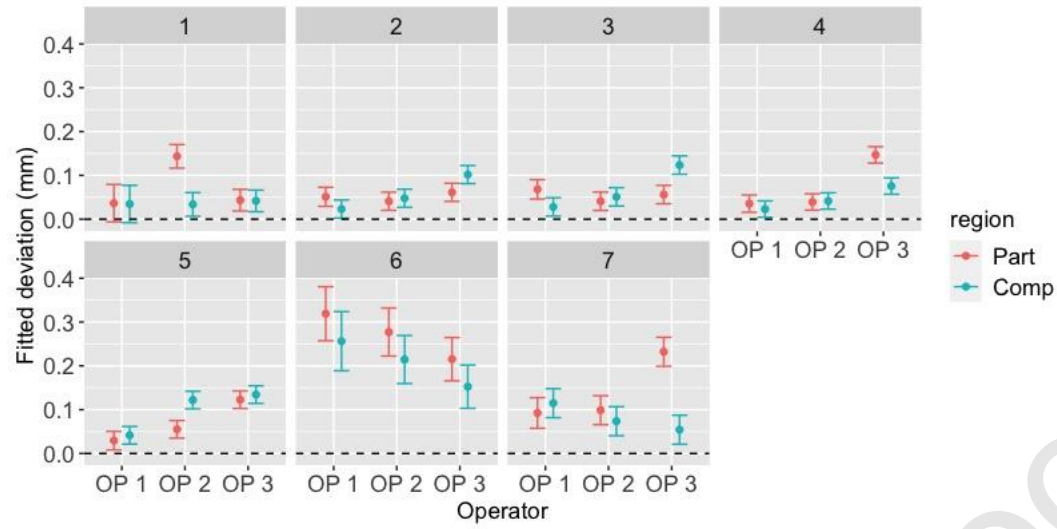 1 2 3 4
0.4
0.3
0.2
0.1
0.0
OP 1 OP 2 OP 3
region
Part
Comp
5 6 7
0.4
0.3
0.2
0.1
0.0
OP 1 OP 2 OP 3 OP 1 OP 2 OP 3 OP 1 OP 2 OP 3
Operator
Fitted deviation (mm)